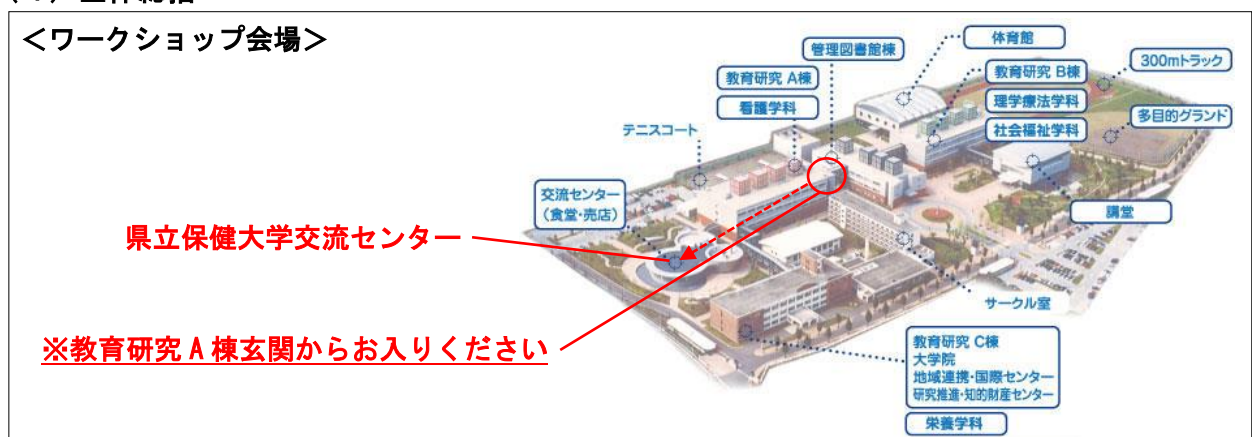 ＜ワークショップ会場＞
体育館
管理図書館棟
300mトラック
教育研究 A棟
教育研究 B棟
看護学科
理学療法学科
多目的グランド
テニスコート
社会福祉学科
交流センター
（食堂・売店）
講堂
県立保健大学交流センター
サークル室
※教育研究 A 棟玄関からお入りください
教育研究 C棟
大学院
地域連携・国際センター
研究推進・知的財産センター
栄養学科